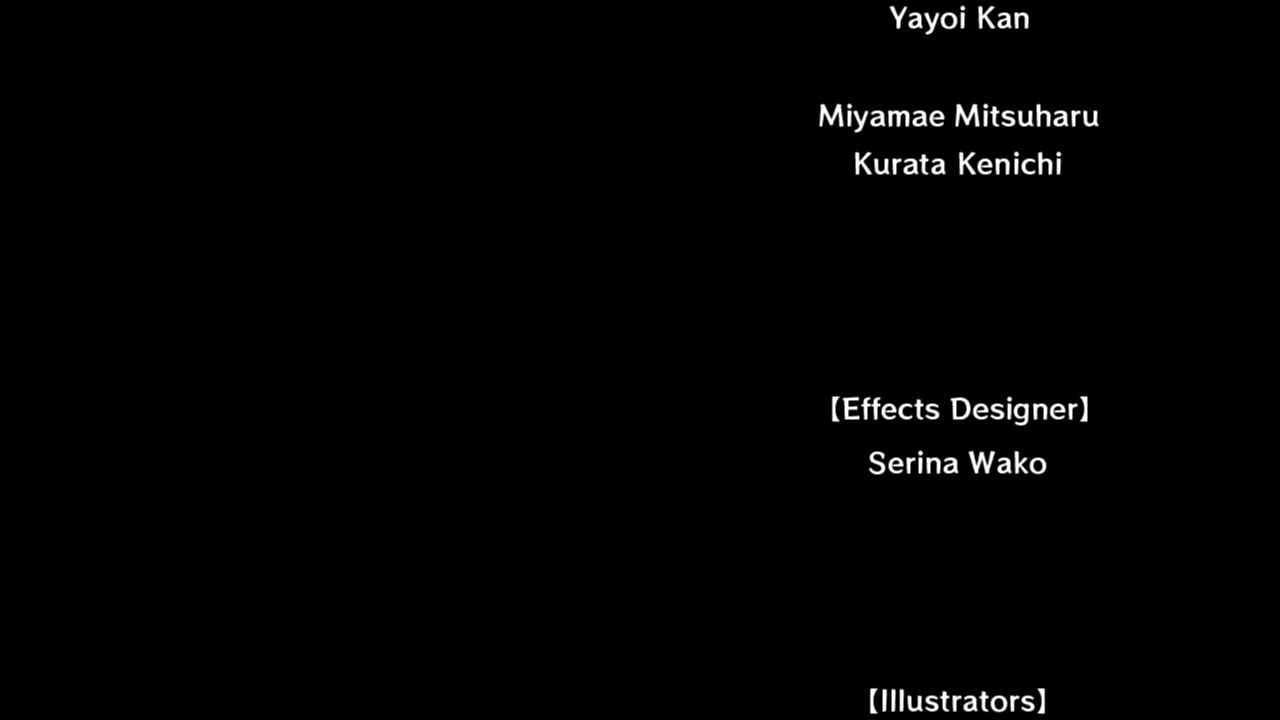 Yayoi Kan
Miyamae Mitsuharu
Kurata Kenichi
【Effects Designer】
Serina Wako
【Illustrators】